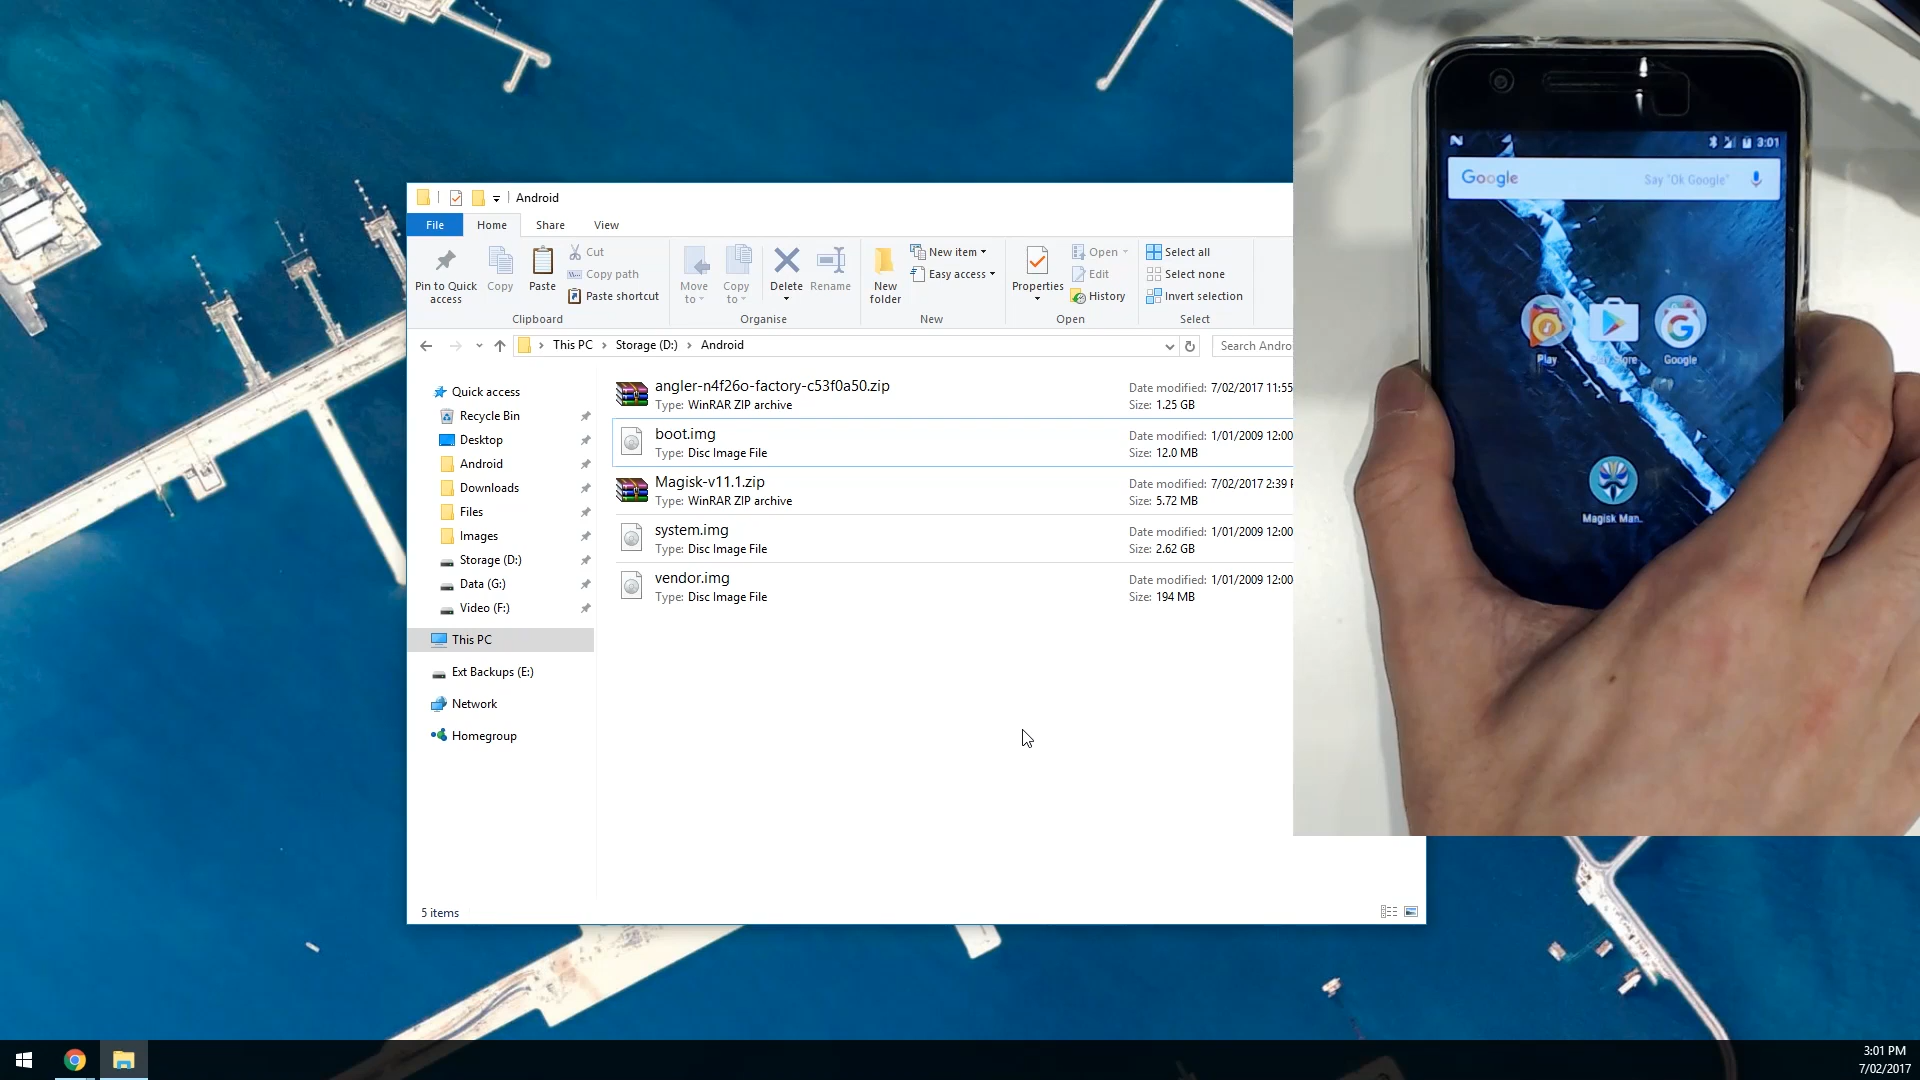 Android
File Home Share View
Pin to Quick access
Copy
Paste
Cut
Copy path
Paste shortcut
Clipboard
Move to
Copy to
Delete
Rename
Organise
New folder
New item
Easy access
New
Properties
Open
Edit
History
Open
Select all
Select none
Invert selection
Select
This PC > Storage (D:) > Android
Search Andro
Quick access
Recycle Bin
Desktop
Android
Downloads
Files
Images
Storage (D:)
Data (G:)
Video (F:)
This PC
Ext Backups (E:)
Network
Homegroup
angler-n4f26o-factory-c53f0a50.zip
Type: WinRAR ZIP archive
Date modified: 7/02/2017 11:55
Size: 1.25 GB
boot.img
Type: Disc Image File
Date modified: 1/01/2009 12:00
Size: 12.0 MB
Magisk-v11.1.zip
Type: WinRAR ZIP archive
Date modified: 7/02/2017 2:39
Size: 5.72 MB
system.img
Type: Disc Image File
Date modified: 1/01/2009 12:00
Size: 2.62 GB
vendor.img
Type: Disc Image File
Date modified: 1/01/2009 12:00
Size: 194 MB
5 items
3:01
Google Say "Ok Google"
Play
Play Store
Google
Magisk Man..
3:01 PM
7/02/2017